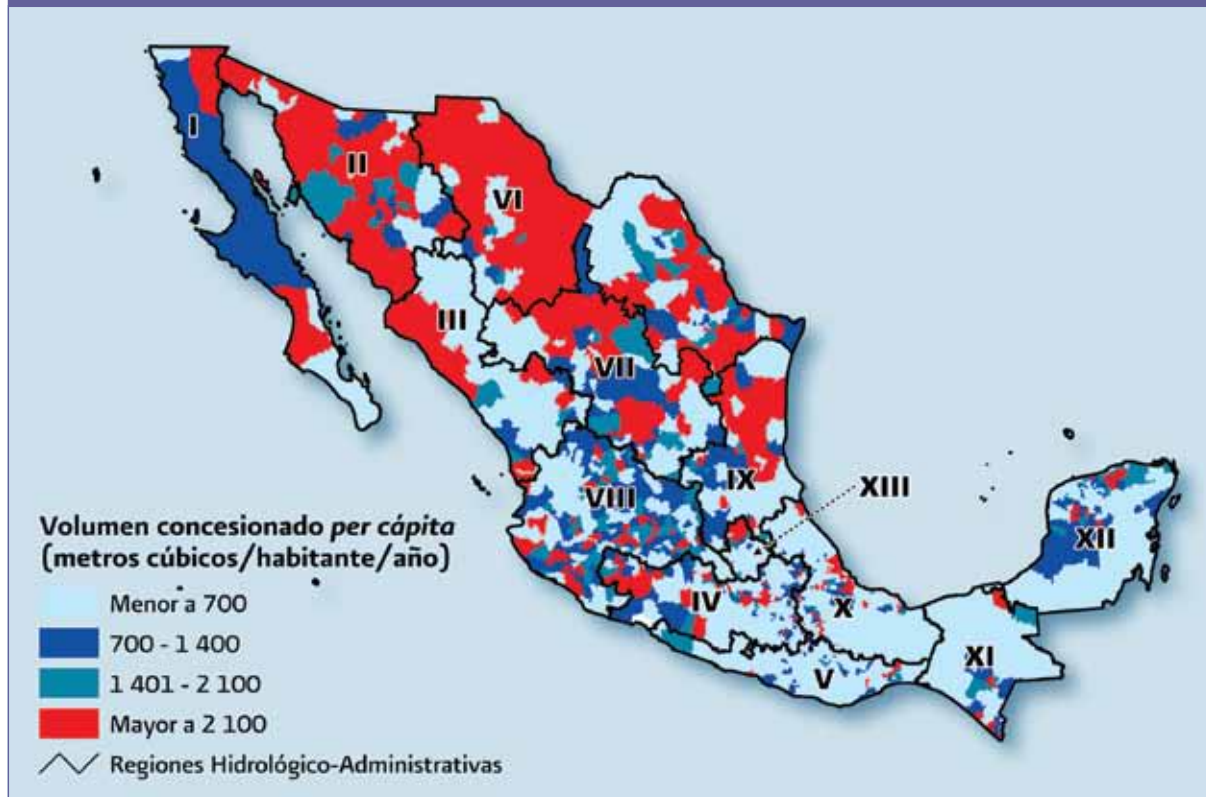 I
II
VI
III
VII
IX
XIII
VIII
XII
IV
X
XI
V
Volumen concesionado per cápita
(metros cúbicos/habitante/año)
Menor a 700
700 - 1 400
1 401 - 2 100
Mayor a 2 100
Regiones Hidrológico-Administrativas